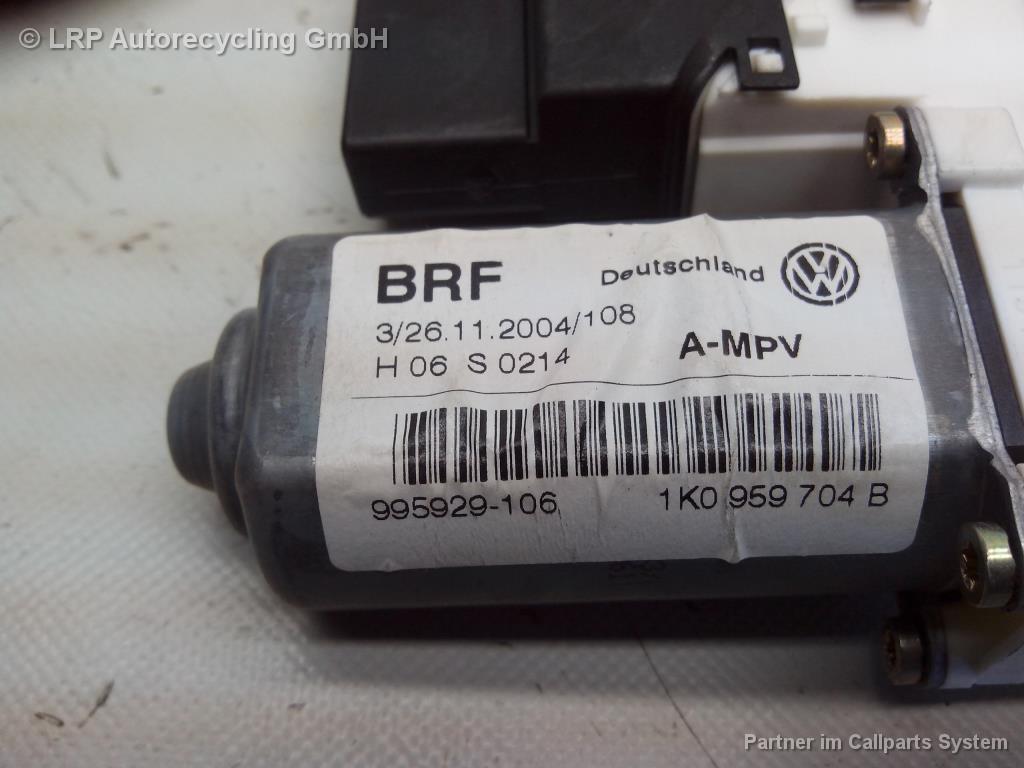 © LRP Autorecycling GmbH
BRF Deutschland VW
3/26.11.2004/108
H 06 S 0214 A-MPV
995929-106 1K0 959 704 B
Partner im Callparts System